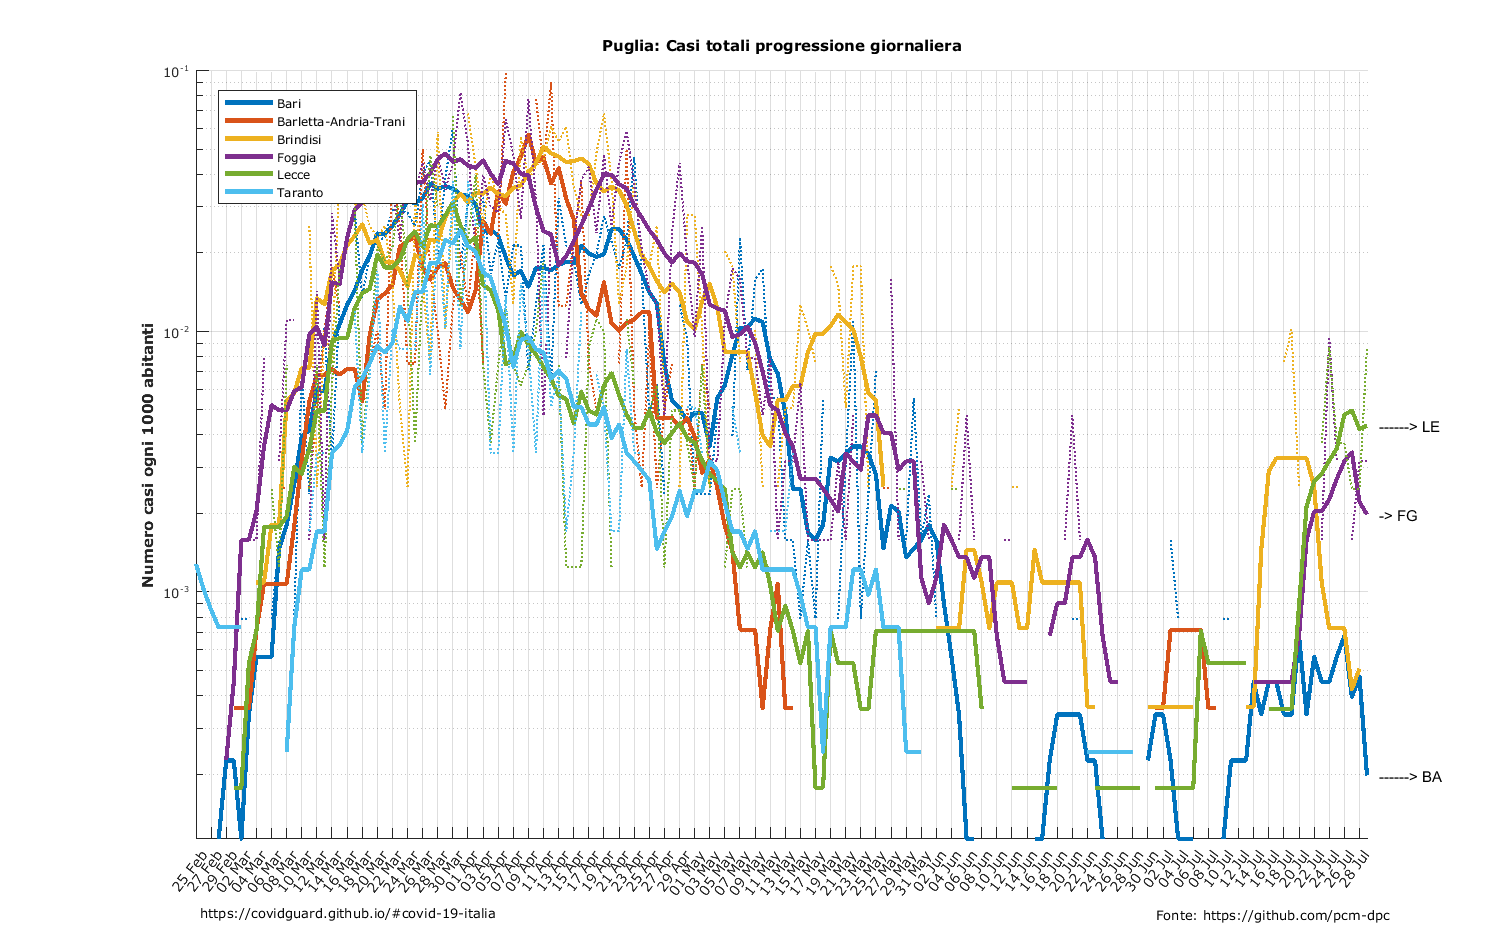 Puglia: Casi totali progressione giornaliera
Numero casi ogni 1000 abitanti
10-1
10-2
10-3
Bari
Barletta-Andria-Trani
Brindisi
Foggia
Lecce
Taranto
------> LE
-> FG
------> BA
25 Feb
27 Feb
29 Feb
02 Mar
04 Mar
06 Mar
08 Mar
10 Mar
12 Mar
14 Mar
16 Mar
18 Mar
20 Mar
22 Mar
24 Mar
26 Mar
28 Mar
30 Mar
01 Apr
03 Apr
05 Apr
07 Apr
09 Apr
11 Apr
13 Apr
15 Apr
17 Apr
19 Apr
21 Apr
23 Apr
25 Apr
27 Apr
29 Apr
01 May
03 May
05 May
07 May
09 May
11 May
13 May
15 May
17 May
19 May
21 May
23 May
25 May
27 May
29 May
31 May
02 Jun
04 Jun
06 Jun
08 Jun
10 Jun
12 Jun
14 Jun
16 Jun
18 Jun
20 Jun
22 Jun
24 Jun
26 Jun
28 Jun
30 Jun
02 Jul
04 Jul
06 Jul
08 Jul
10 Jul
12 Jul
14 Jul
16 Jul
18 Jul
20 Jul
22 Jul
24 Jul
26 Jul
28 Jul
https://covidguard.github.io/#covid-19-italia
Fonte: https://github.com/pcm-dpc